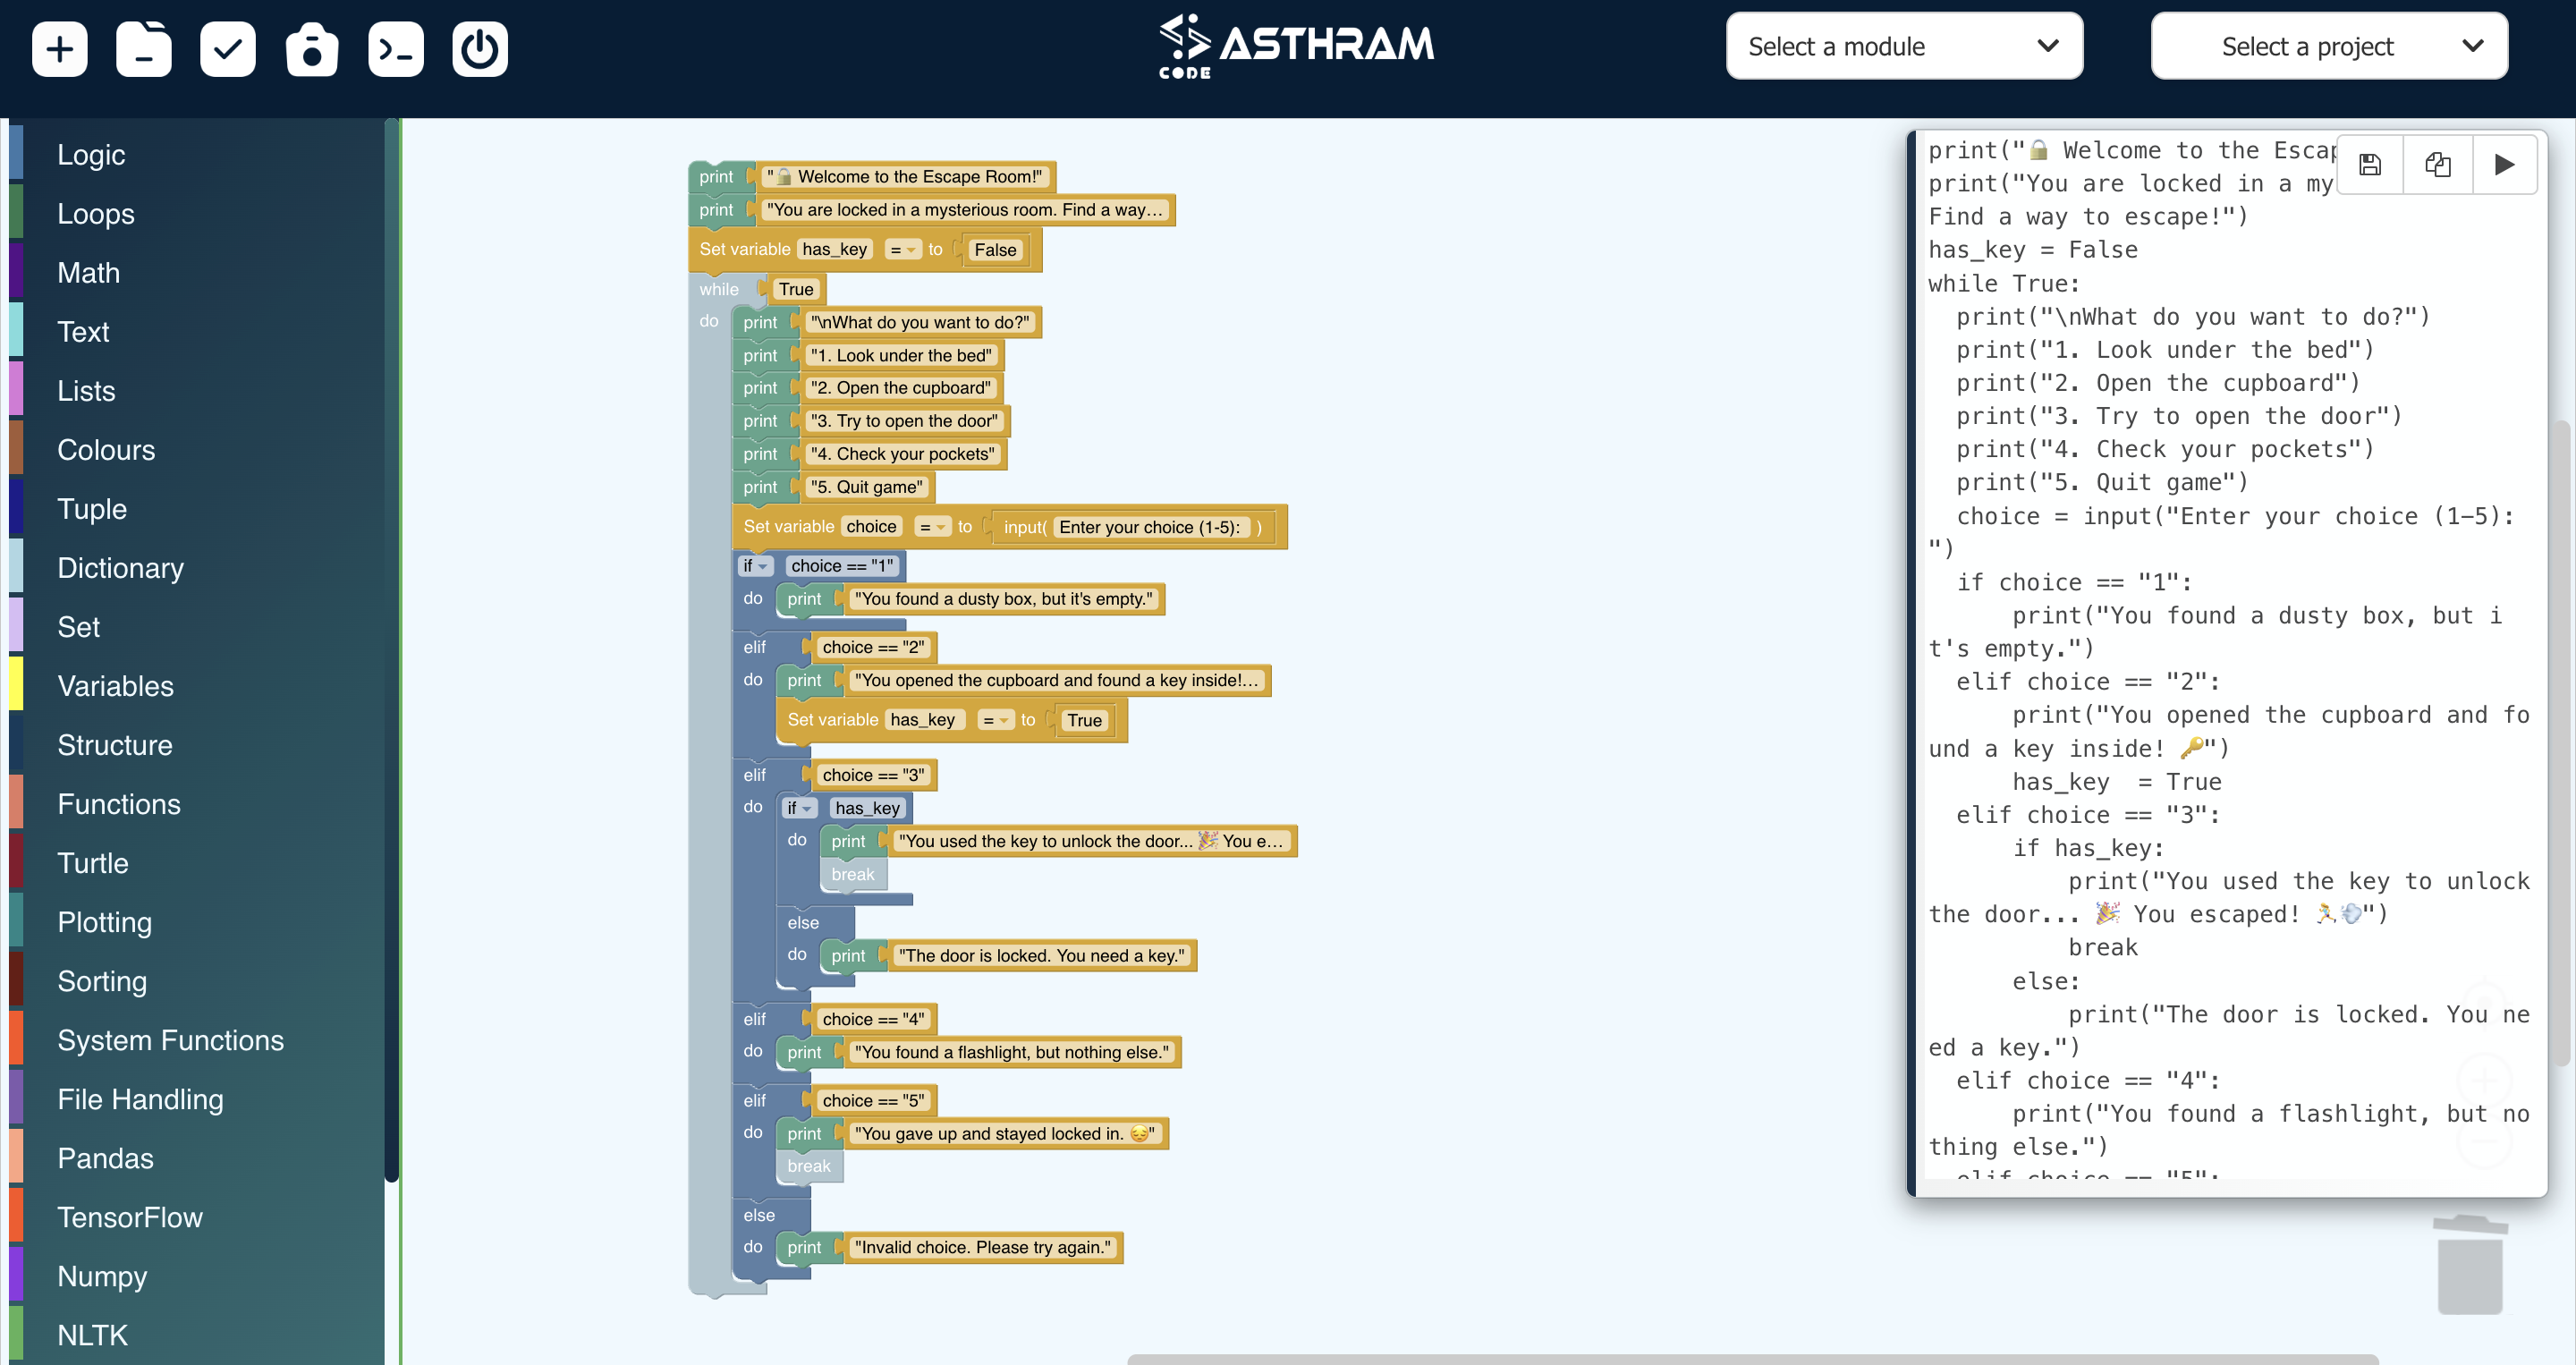 CODE
ASTHRAM
Select a module
Select a project
Logic
Loops
Math
Text
Lists
Colours
Tuple
Dictionary
Set
Variables
Structure
Functions
Turtle
Plotting
Sorting
System Functions
File Handling
Pandas
TensorFlow
Numpy
NLTK
print "🔒 Welcome to the Escape Room!"
print "You are locked in a mysterious room. Find a way...
Set variable has_key = to False
while True
do print "\nWhat do you want to do?"
print "1. Look under the bed"
print "2. Open the cupboard"
print "3. Try to open the door"
print "4. Check your pockets"
print "5. Quit game"
Set variable choice = to input( Enter your choice (1-5): )
if choice == "1"
do print "You found a dusty box, but it's empty."
elif choice == "2"
do print "You opened the cupboard and found a key inside!...
Set variable has_key = to True
elif choice == "3"
do if has_key
do print "You used the key to unlock the door... 🎉 You e...
break
else
do print "The door is locked. You need a key."
elif choice == "4"
do print "You found a flashlight, but nothing else."
elif choice == "5"
do print "You gave up and stayed locked in. 😔"
break
else
do print "Invalid choice. Please try again."
print("🔒 Welcome to the Escap
print("You are locked in a my
Find a way to escape!")
has_key = False
while True:
  print("\nWhat do you want to do?")
  print("1. Look under the bed")
  print("2. Open the cupboard")
  print("3. Try to open the door")
  print("4. Check your pockets")
  print("5. Quit game")
  choice = input("Enter your choice (1-5):
")
  if choice == "1":
      print("You found a dusty box, but i
t's empty.")
  elif choice == "2":
      print("You opened the cupboard and fo
und a key inside! 🔑")
      has_key  = True
  elif choice == "3":
      if has_key:
          print("You used the key to unlock
the door... 🎉 You escaped! 🏃💨")
          break
      else:
          print("The door is locked. You ne
ed a key.")
  elif choice == "4":
      print("You found a flashlight, but no
thing else.")
  elif choice == "5":